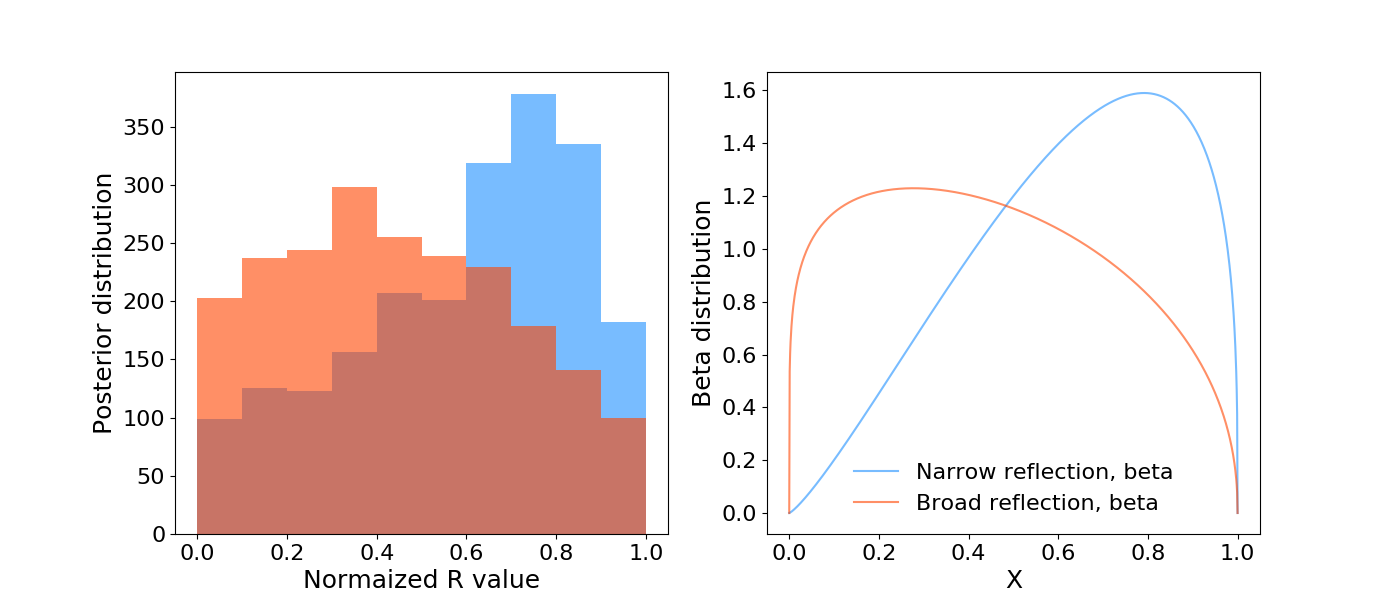 Posterior distribution
350
300
250
200
150
100
50
0
0.0 0.2 0.4 0.6 0.8 1.0
Normaized R value
Beta distribution
1.6
1.4
1.2
1.0
0.8
0.6
0.4
0.2
0.0
Narrow reflection, beta
Broad reflection, beta
0.0 0.2 0.4 0.6 0.8 1.0
X